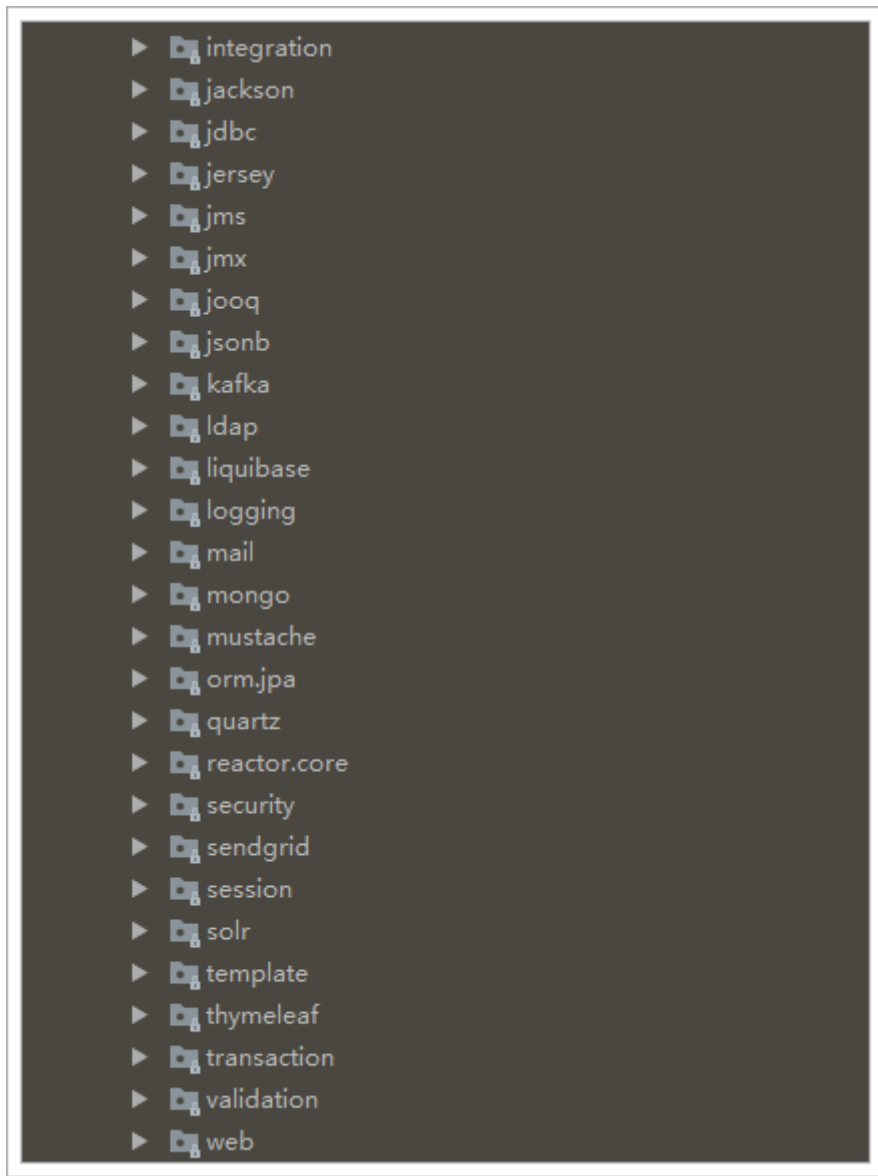 integration
jackson
jdbc
jersey
jms
jmx
jooq
jsonb
kafka
ldap
liquibase
logging
mail
mongo
mustache
orm.jpa
quartz
reactor.core
security
sendgrid
session
solr
template
thymeleaf
transaction
validation
web